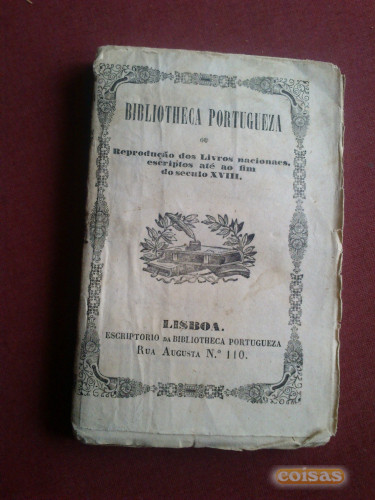 BIBLIOTHECA PORTUGUEZA
OU
Reprodução dos Livros nacionaes,
escriptos até ao fim
do seculo XVIII.
LISBOA.
ESCRIPTORIO DA BIBLIOTHECA PORTUGUEZA
RUA AUGUSTA N.º 110.
coisas